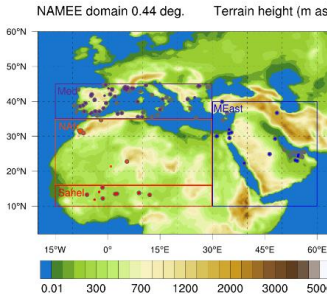 NAMEE domain 0.44 deg. Terrain height (m as
60°N
50°N
Med
MEast
40°N
30°N
20°N
Sahel
10°N
15°W 0° 15°E 30°E 45°E 60°E
0.01 300 700 1200 2000 3000 500